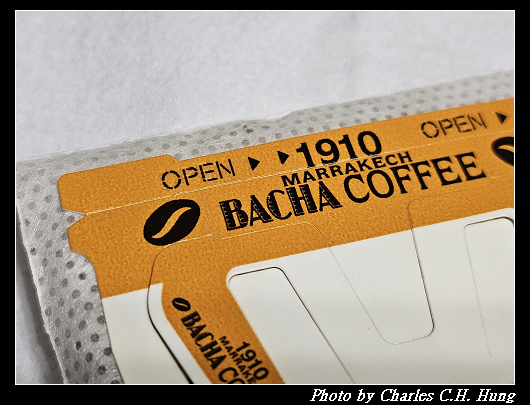 OPEN
OPEN
1910
MARRAKECH
BACHA COFFEE
1910
MARRAKECH
BACHA CO
Photo by Charles C.H. Hung